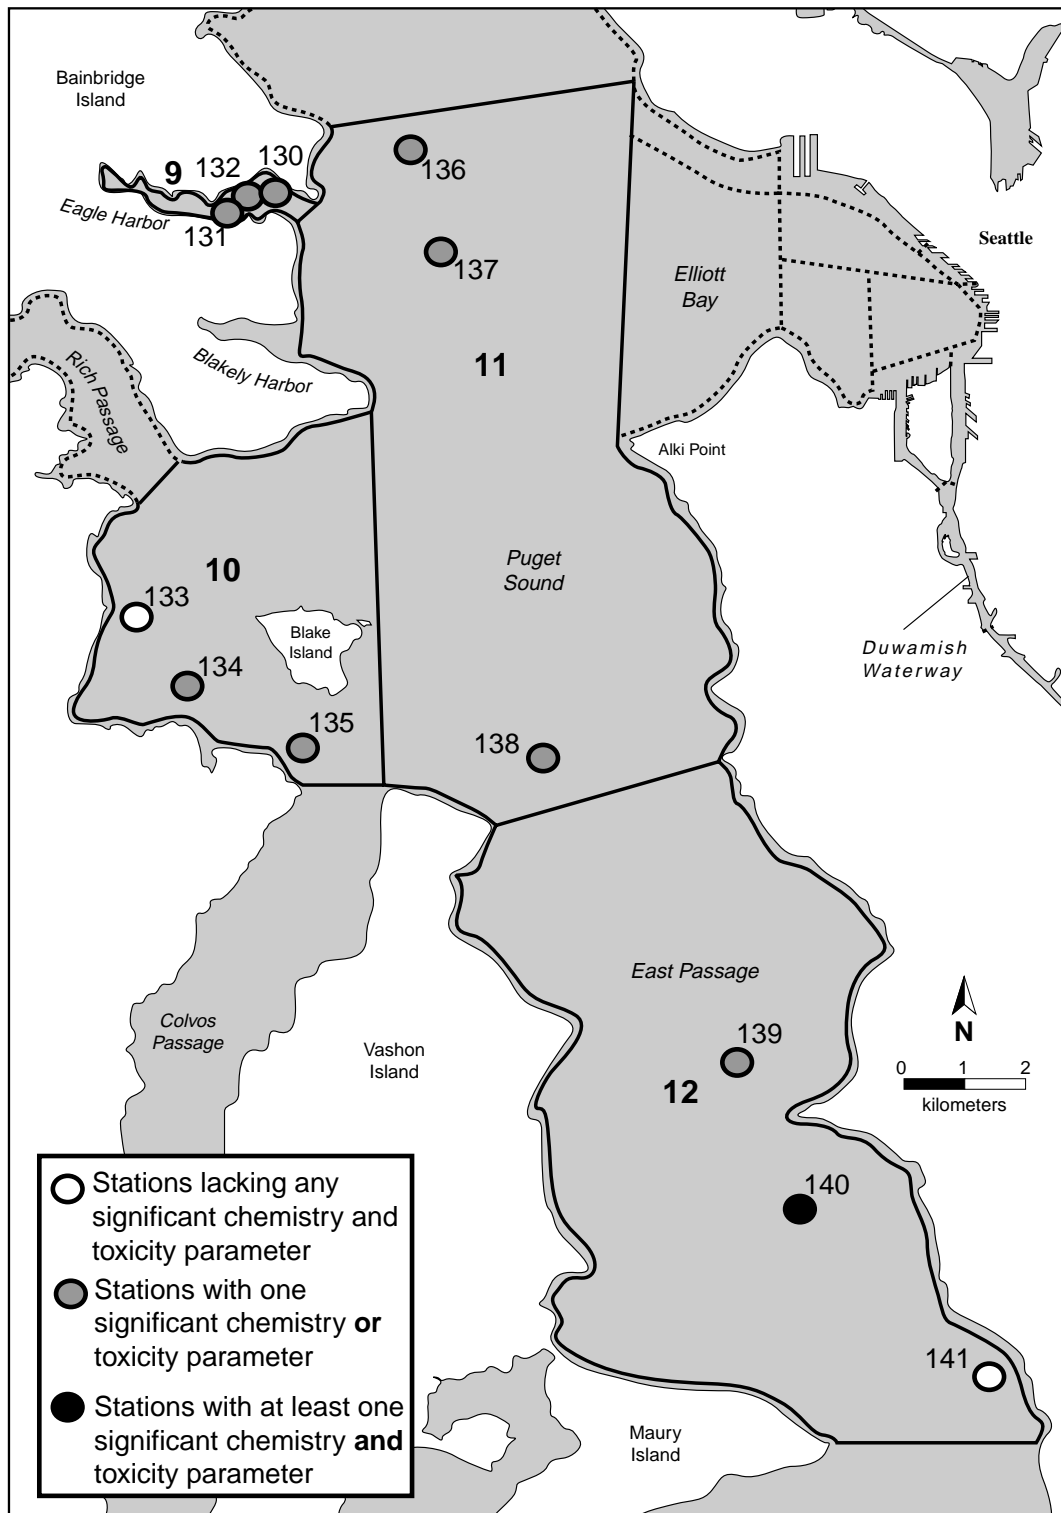 Bainbridge
Island
9
132
130
136
Eagle Harbor
131
137
Seattle
Elliott
Bay
Rich Passage
Blakely Harbor
11
Alki Point
10
Puget
Sound
133
Blake
Island
Duwamish
Waterway
134
135
138
East Passage
Colvos
Passage
Vashon
Island
139
12
N
0 1 2
kilometers
140
141
Maury
Island
Stations lacking any
significant chemistry and
toxicity parameter
Stations with one
significant chemistry or
toxicity parameter
Stations with at least one
significant chemistry and
toxicity parameter